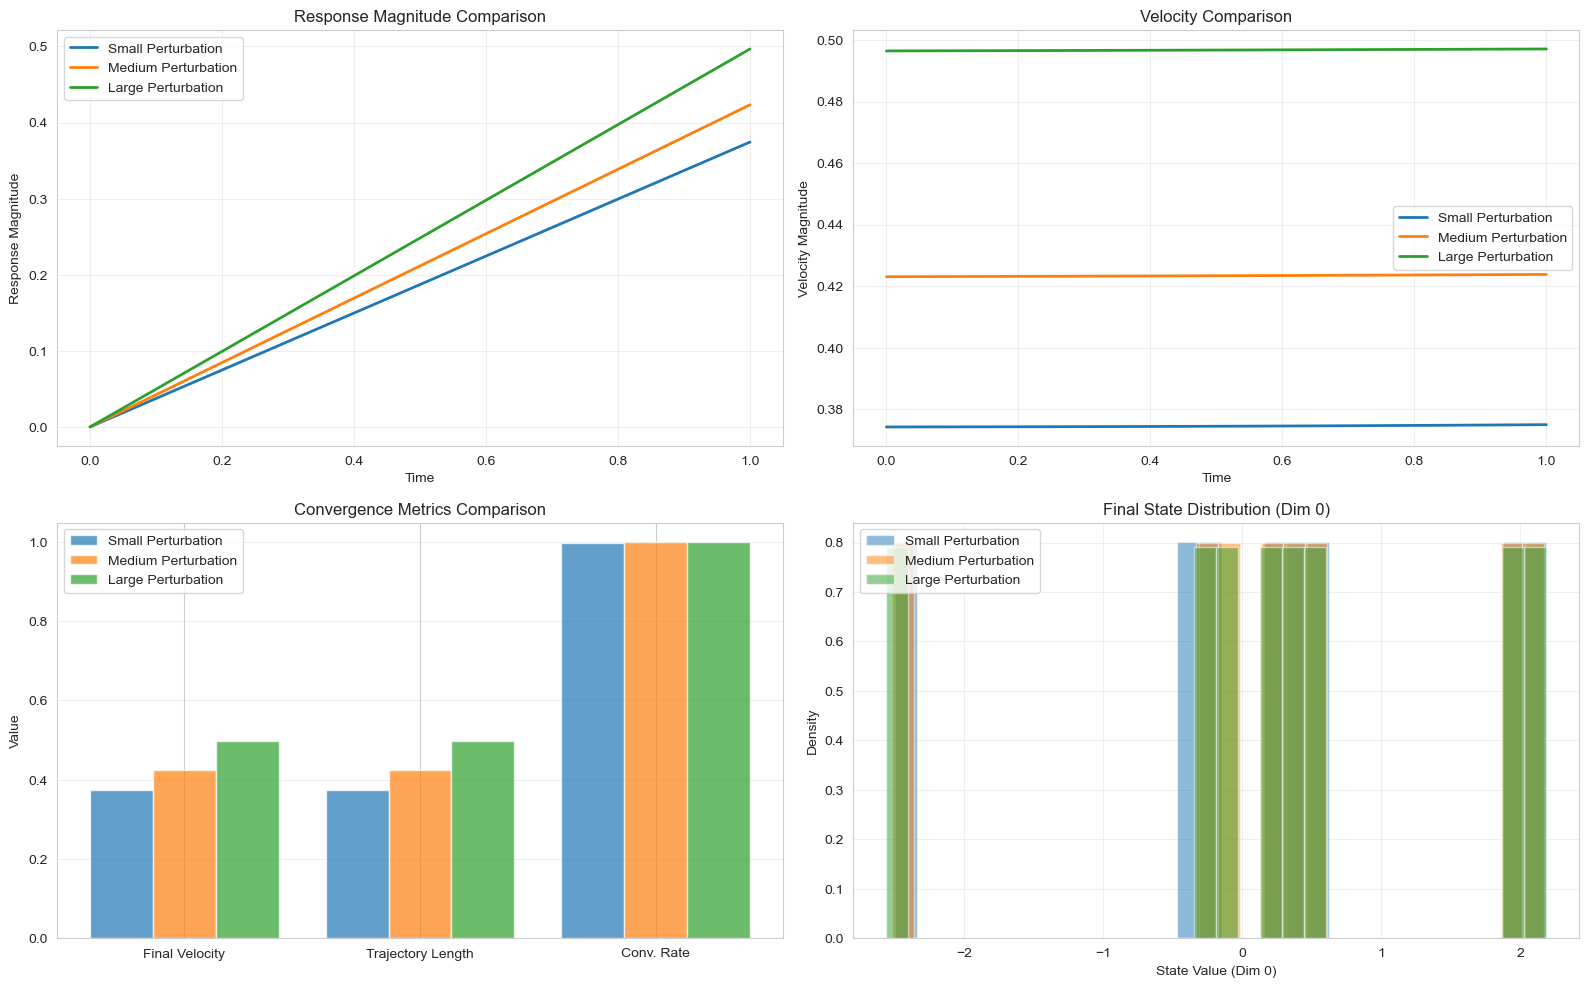 Response Magnitude Comparison
Small Perturbation
Medium Perturbation
Large Perturbation
Response Magnitude
0.5
0.4
0.3
0.2
0.1
0.0
0.0 0.2 0.4 0.6 0.8 1.0
Time
Velocity Comparison
Small Perturbation
Medium Perturbation
Large Perturbation
Velocity Magnitude
0.50
0.48
0.46
0.44
0.42
0.40
0.38
0.0 0.2 0.4 0.6 0.8 1.0
Time
Convergence Metrics Comparison
Small Perturbation
Medium Perturbation
Large Perturbation
Value
1.0
0.8
0.6
0.4
0.2
0.0
Final Velocity Trajectory Length Conv. Rate
Final State Distribution (Dim 0)
Small Perturbation
Medium Perturbation
Large Perturbation
Density
0.8
0.7
0.6
0.5
0.4
0.3
0.2
0.1
0.0
−2 −1 0 1 2
State Value (Dim 0)